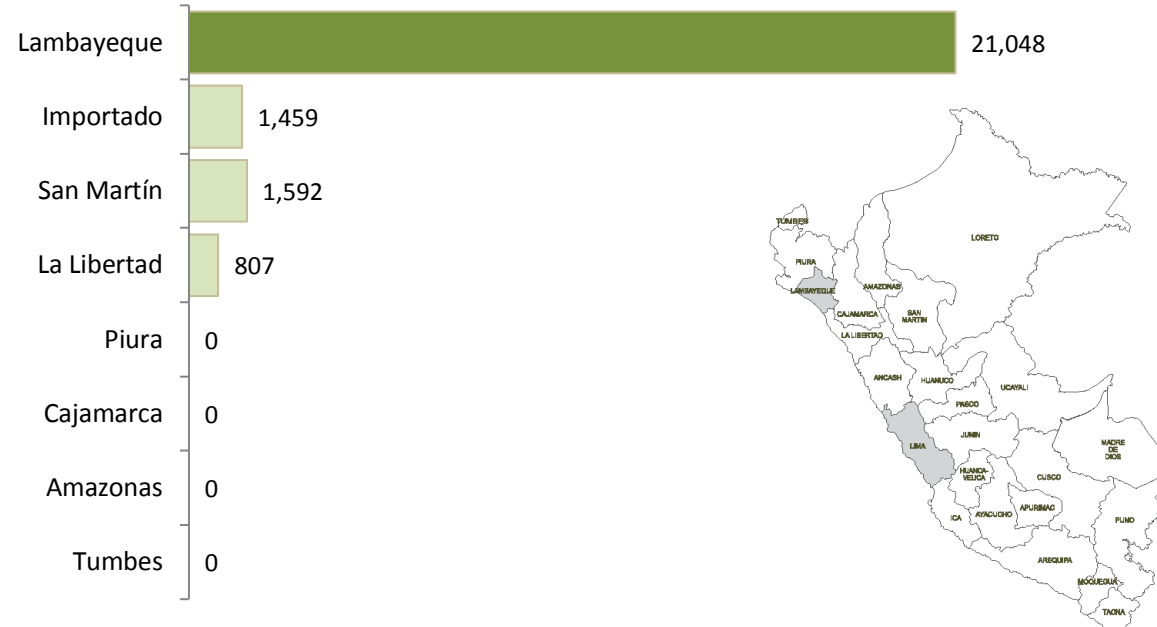 Lambayeque 21,048
Importado 1,459
San Martín 1,592
La Libertad 807
Piura 0
Cajamarca 0
Amazonas 0
Tumbes 0
TUMBES
LORETO
PIURA
LAMBAYEQUE
AMAZONAS
CAJAMARCA
SAN
MARTIN
LA LIBERTAD
ANCASH
HUANUCO
UCAYALI
PASCO
LIMA
JUNIN
MADRE
DE
DIOS
HUANCA-
VELICA
CUSCO
ICA
AYACUCHO
APURIMAC
PUNO
AREQUIPA
MOQUEGUA
TACNA